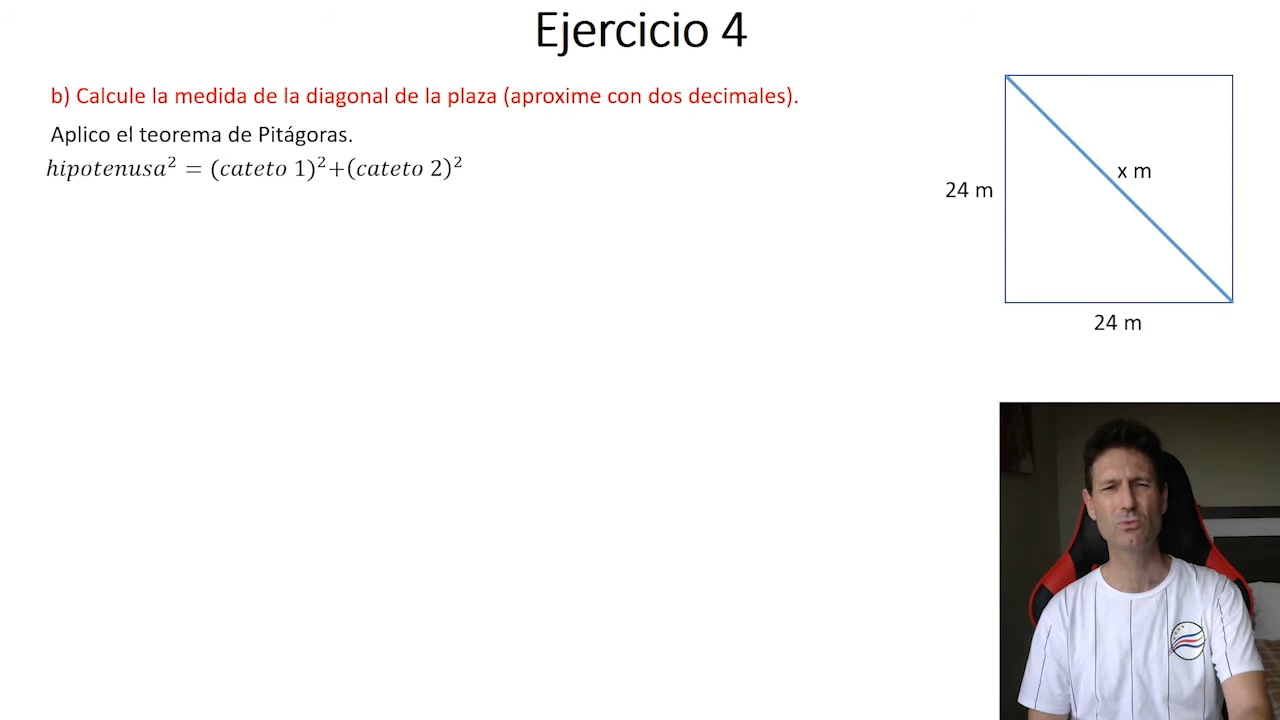 Ejercicio 4
b) Calcule la medida de la diagonal de la plaza (aproxime con dos decimales).
Aplico el teorema de Pitágoras.
hipotenusa² = (cateto 1)²+(cateto 2)²
x m
24 m
24 m